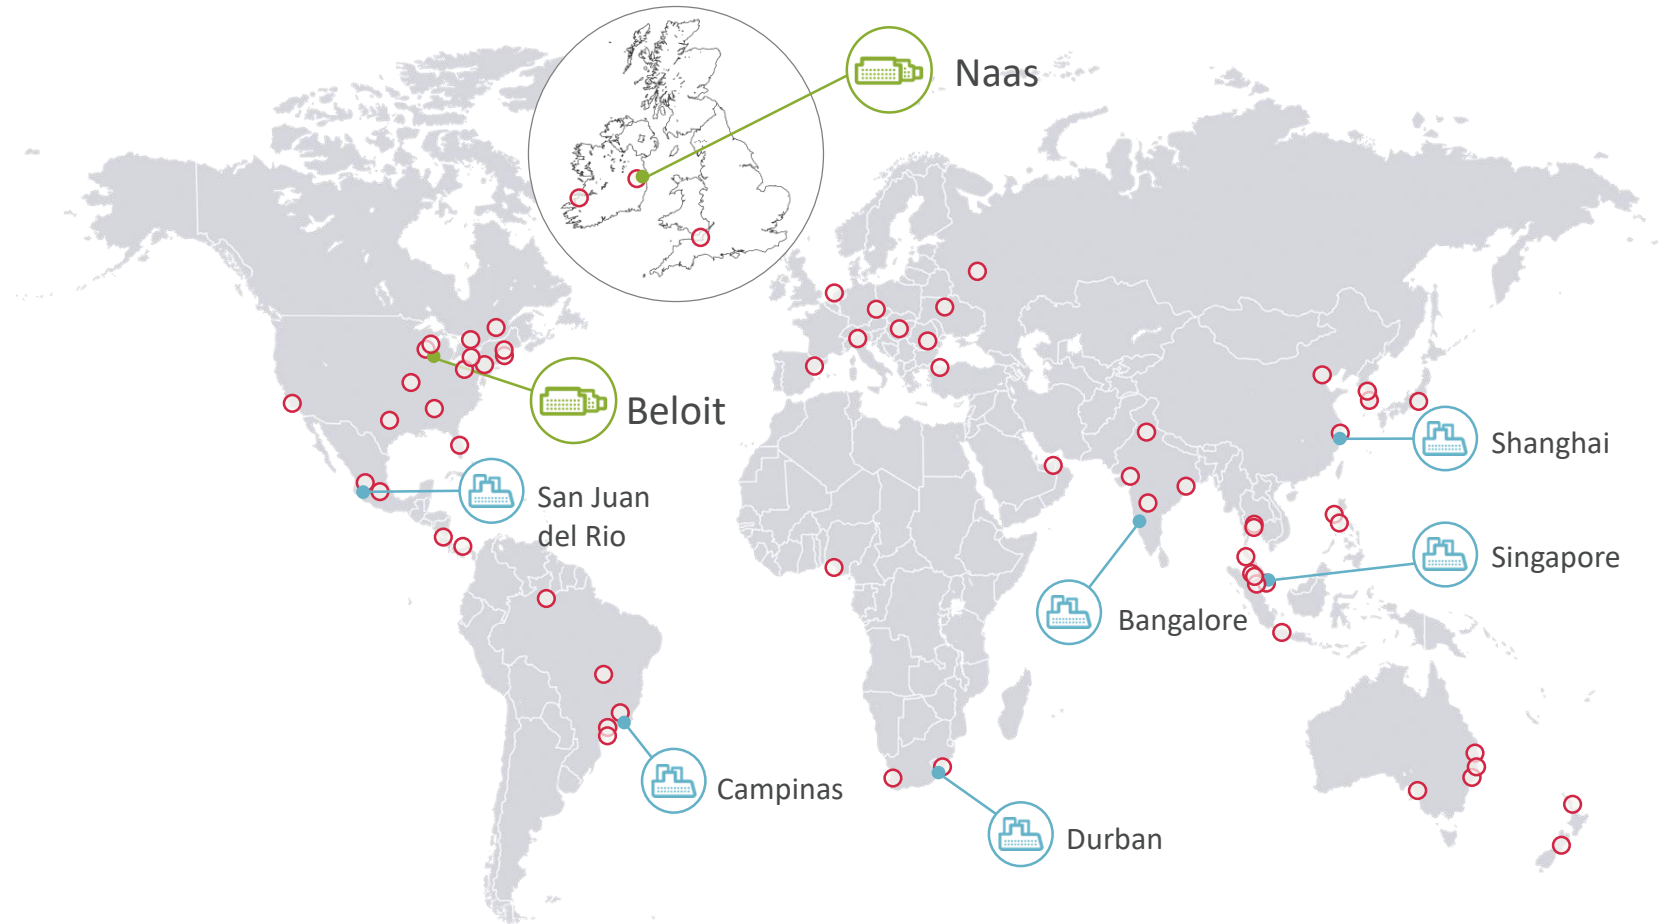 Naas
Beloit
San Juan
del Rio
Shanghai
Singapore
Bangalore
Campinas
Durban